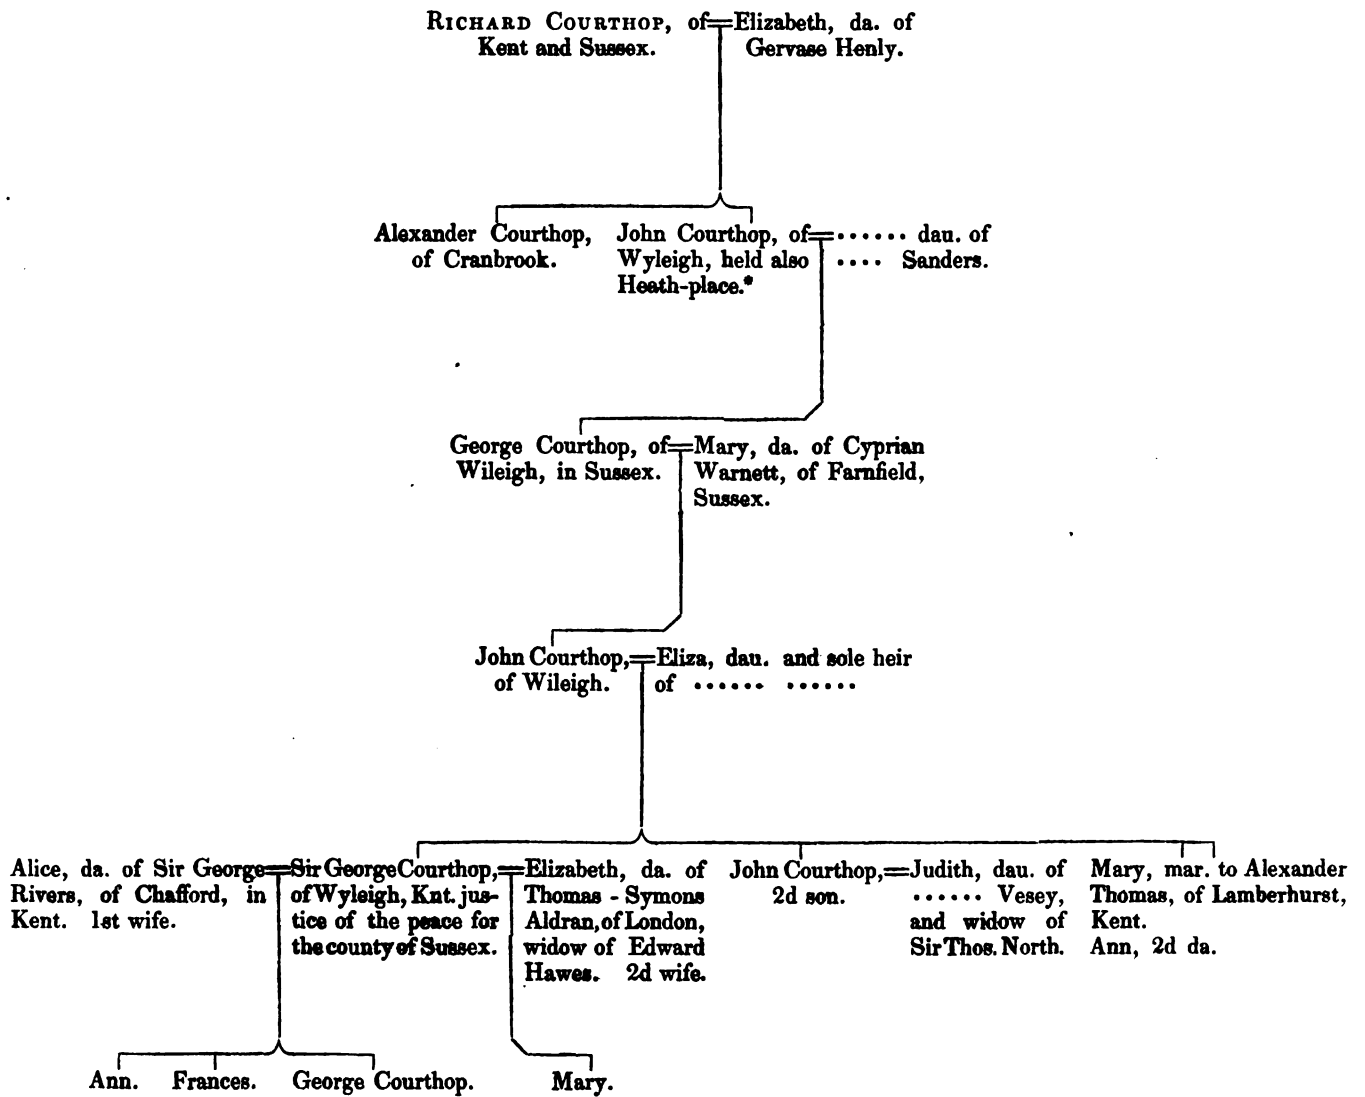 RICHARD COURTHOP, of=Elizabeth, da. of
Kent and Sussex. Gervase Henly.
Alexander Courthop,
of Cranbrook.
John Courthop, of=...... dau. of
Wyleigh, held also .... Sanders.
Heath-place.*
George Courthop, of=Mary, da. of Cyprian
Wileigh, in Sussex. Warnett, of Farnfield,
Sussex.
John Courthop,=Eliza, dau. and sole heir
of Wileigh. of ...... ......
Alice, da. of Sir George=
Rivers, of Chafford, in
Kent. 1st wife.
Sir George Courthop,=
of Wyleigh, Knt. jus-
tice of the peace for
the county of Sussex.
Elizabeth, da. of
Thomas - Symons
Aldran, of London,
widow of Edward
Hawes. 2d wife.
John Courthop,=
2d son.
Judith, dau. of
...... Vesey,
and widow of
Sir Thos. North.
Mary, mar. to Alexander
Thomas, of Lamberhurst,
Kent.
Ann, 2d da.
Ann. Frances. George Courthop. Mary.